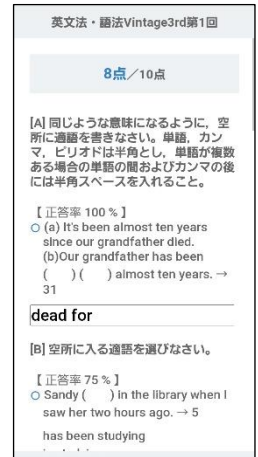 英文法・語法Vintage3rd第1回
8点／10点
[A] 同じような意味になるように，空
所に適語を書きなさい。単語，カン
マ，ピリオドは半角とし，単語が複数
ある場合の単語の間およびカンマの後
には半角スペースを入れること。
【 正答率 100 % 】
○ (a) It's been almost ten years
since our grandfather died.
(b)Our grandfather has been
(　　)(　　) almost ten years. →
31
dead for
[B] 空所に入る適語を選びなさい。
【 正答率 75 % 】
○ Sandy (　　) in the library when I
saw her two hours ago. → 5
has been studying